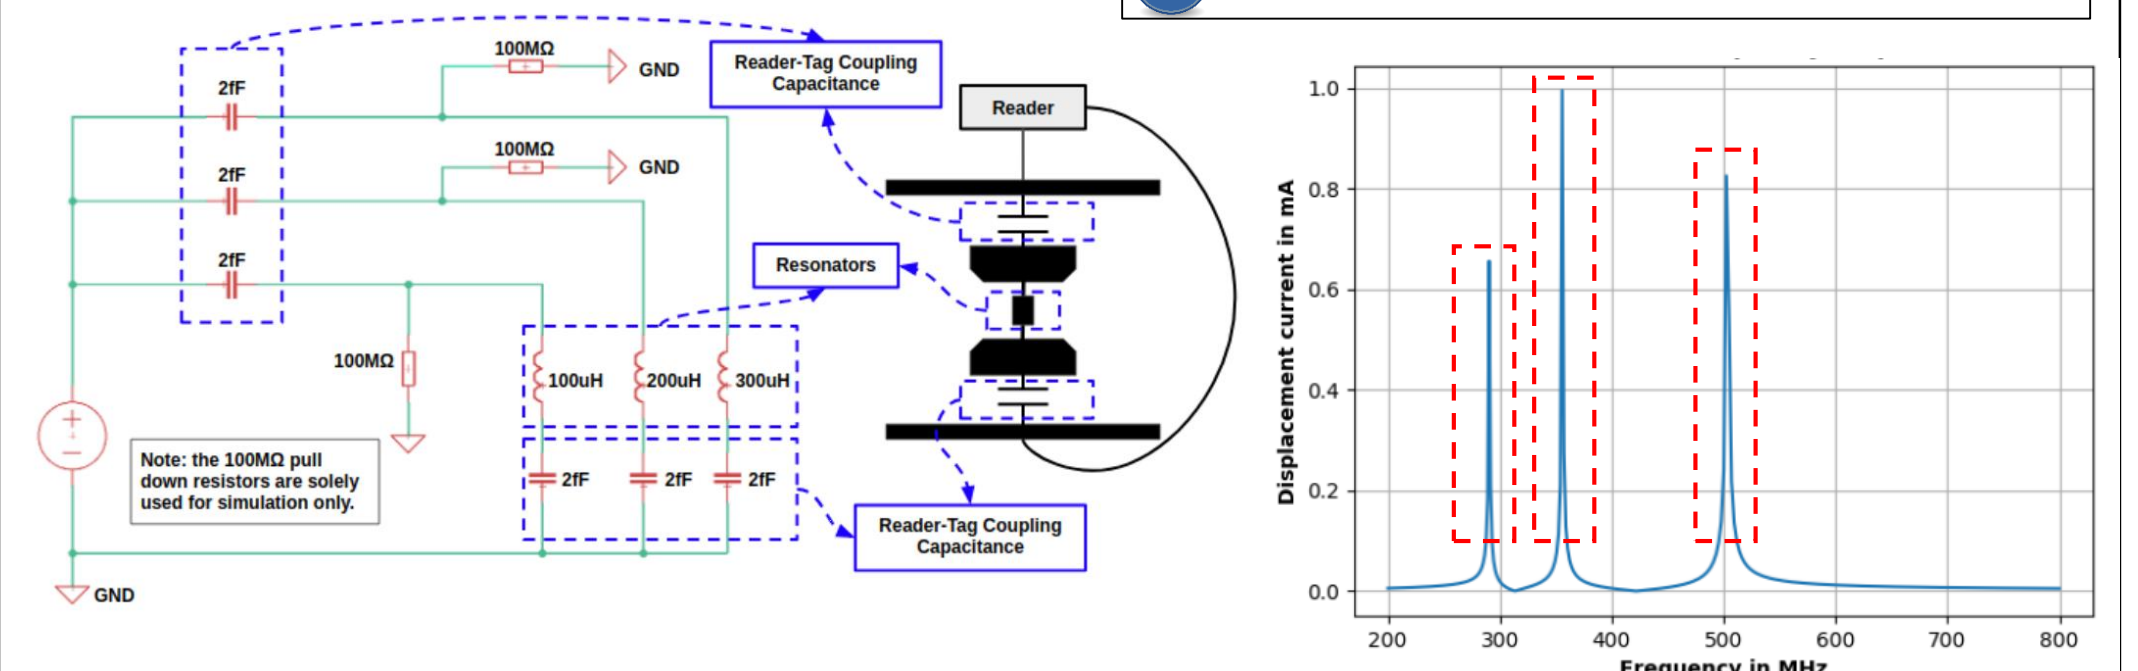 100MΩ
GND
2fF
100MΩ
GND
2fF
2fF
100MΩ
100uH
200uH
300uH
2fF
2fF
2fF
+
−
Note: the 100MΩ pull
down resistors are solely
used for simulation only.
GND
Reader-Tag Coupling
Capacitance
Reader
Resonators
Reader-Tag Coupling
Capacitance
Displacement current in mA
1.0
0.8
0.6
0.4
0.2
0.0
200 300 400 500 600 700 800
Frequency in MHz